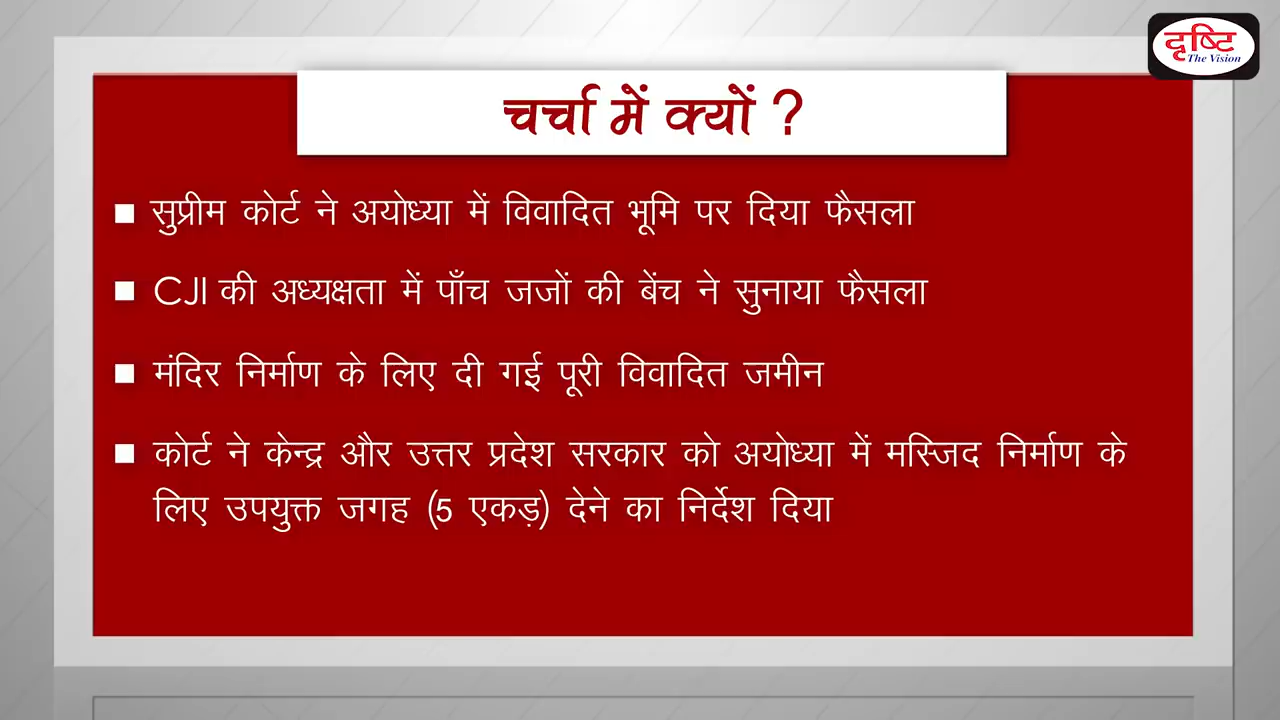 दृष्टि
The Vision
चर्चा में क्यों ?
■ सुप्रीम कोर्ट ने अयोध्या में विवादित भूमि पर दिया फैसला
■ CJI की अध्यक्षता में पाँच जजों की बेंच ने सुनाया फैसला
■ मंदिर निर्माण के लिए दी गई पूरी विवादित जमीन
■ कोर्ट ने केन्द्र और उत्तर प्रदेश सरकार को अयोध्या में मस्जिद निर्माण के
लिए उपयुक्त जगह (5 एकड़) देने का निर्देश दिया